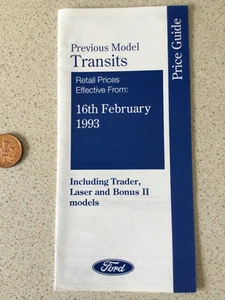 Price Guide
Previous Model
Transits
Retail Prices
Effective From:
16th February
1993
Including Trader,
Laser and Bonus II
models
Ford